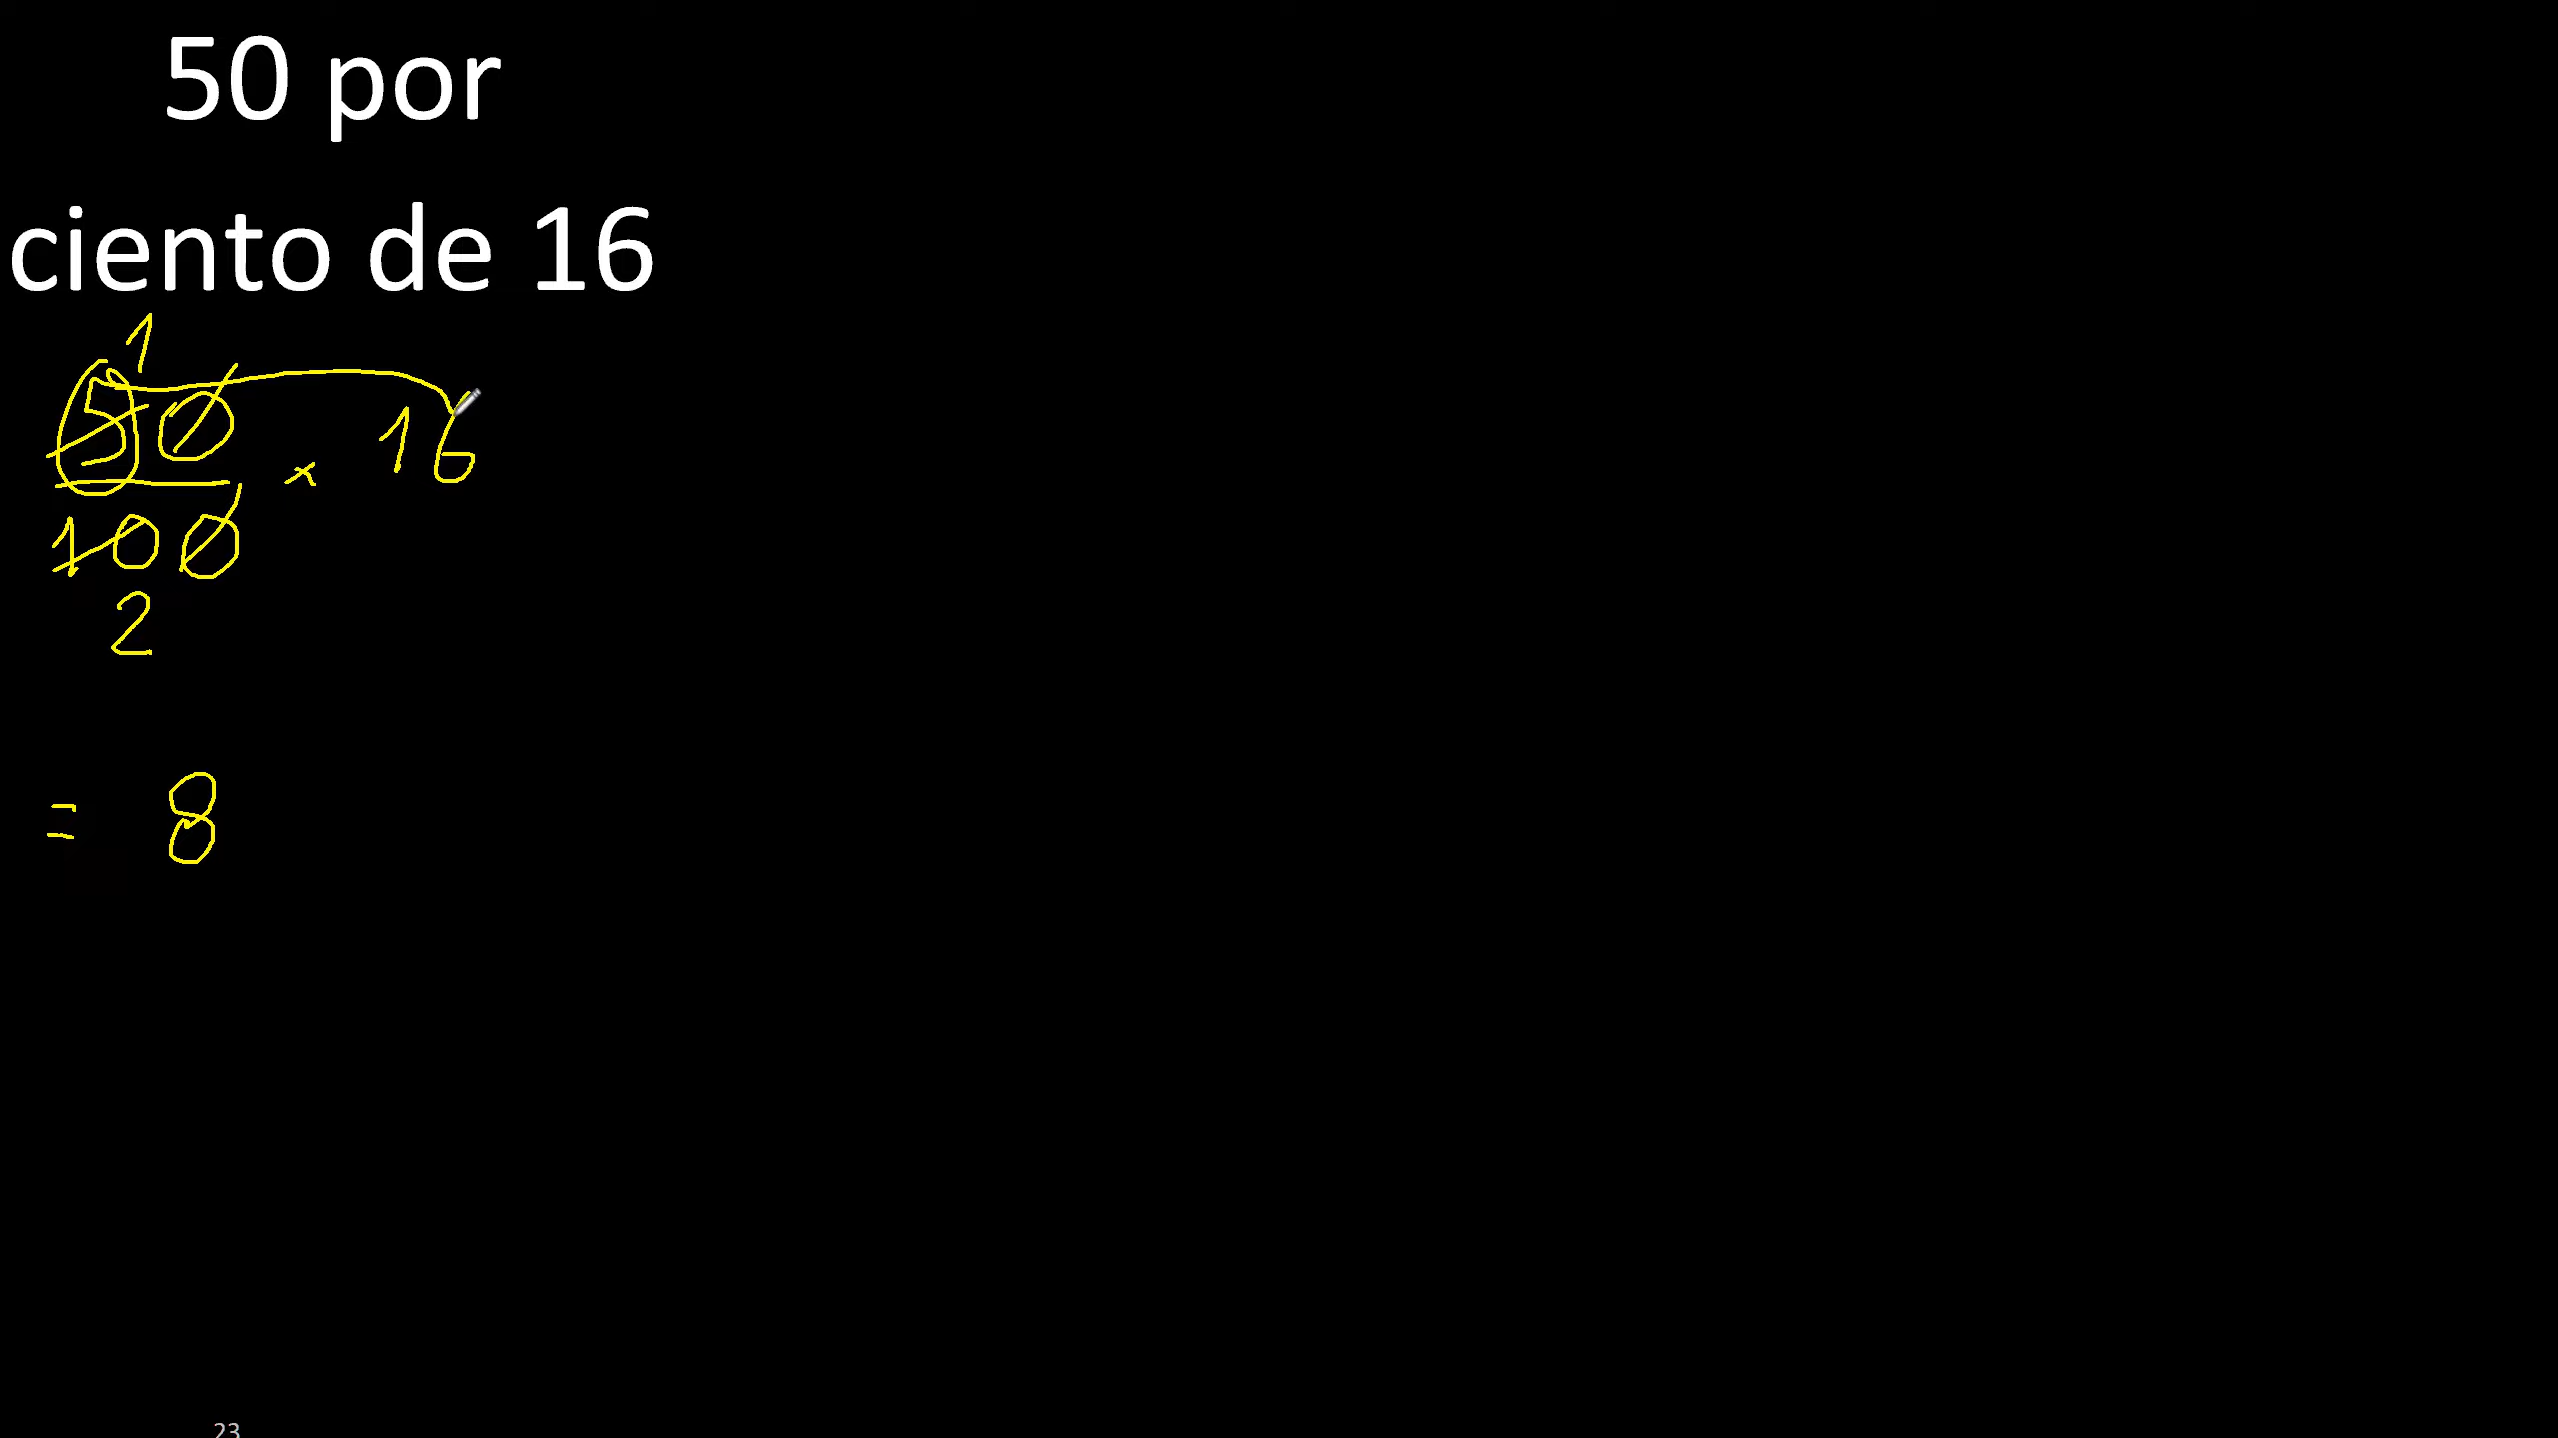 50 por
ciento de 16
1
50 × 16
100
2
= 8
23